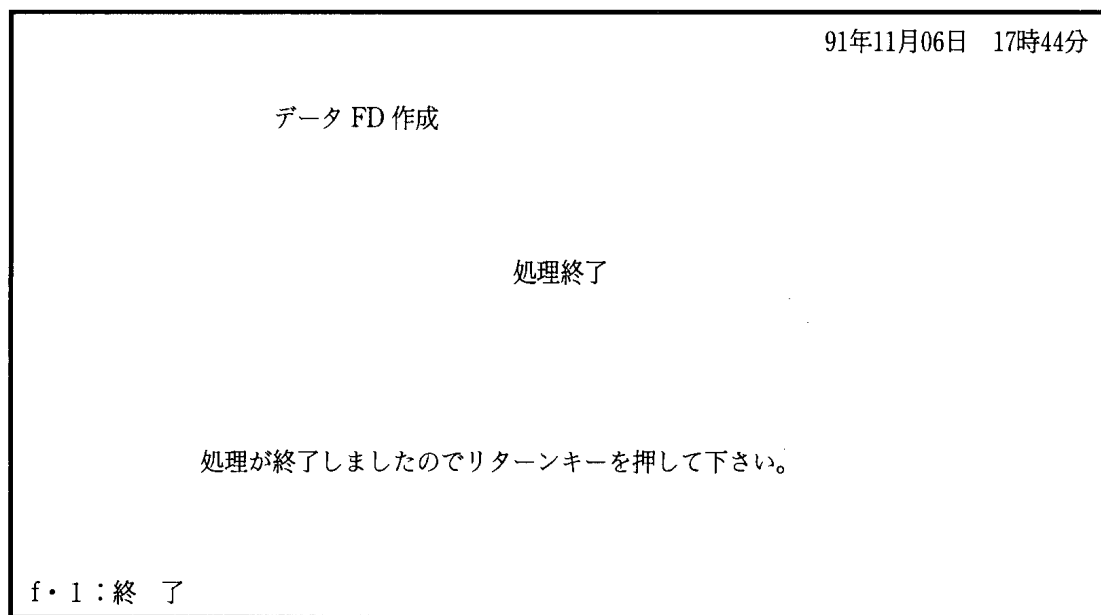 91年11月06日　17時44分
データ FD 作成
処理終了
処理が終了しましたのでリターンキーを押して下さい。
f・1：終　了